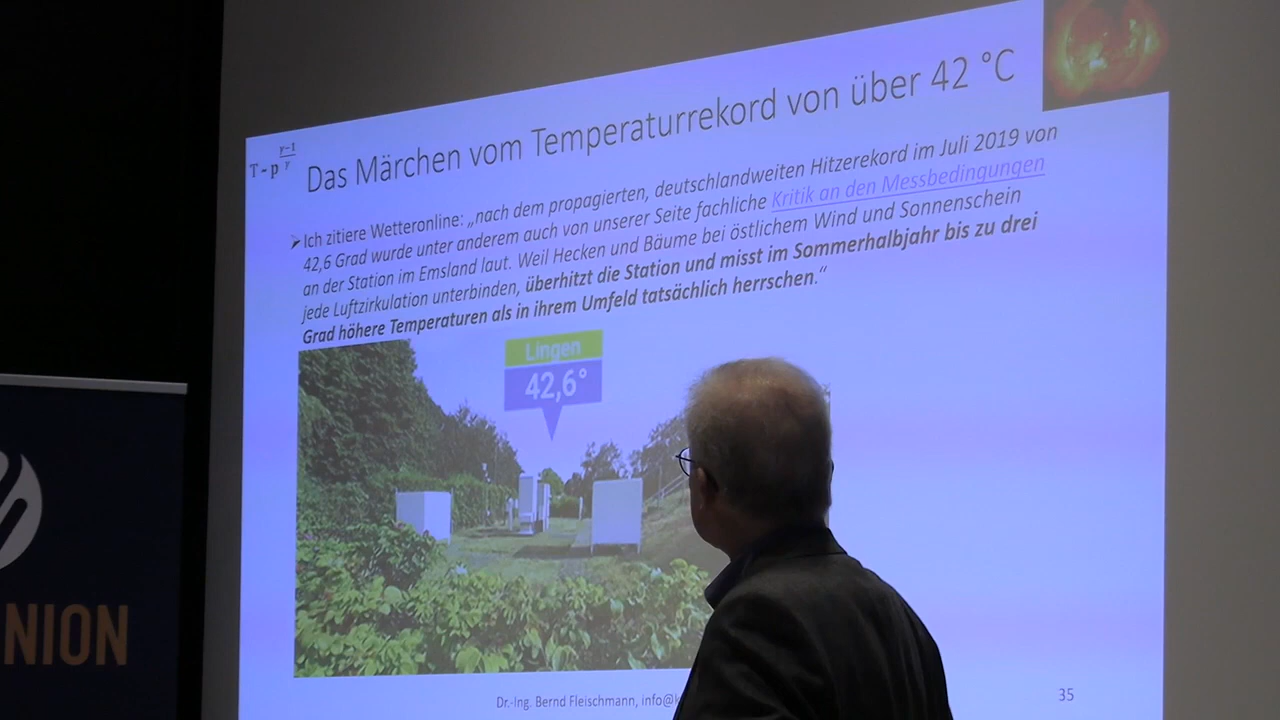 Das Märchen vom Temperaturrekord von über 42 °C
T ~ p^(γ−1)/γ
➤ Ich zitiere Wetteronline: „nach dem propagierten, deutschlandweiten Hitzerekord im Juli 2019 von
42,6 Grad wurde unter anderem auch von unserer Seite fachliche Kritik an den Messbedingungen
an der Station im Emsland laut. Weil Hecken und Bäume bei östlichem Wind und Sonnenschein
jede Luftzirkulation unterbinden, überhitzt die Station und misst im Sommerhalbjahr bis zu drei
Grad höhere Temperaturen als in ihrem Umfeld tatsächlich herrschen.“
Lingen
42,6°
NION
Dr.-Ing. Bernd Fleischmann, info@k
35